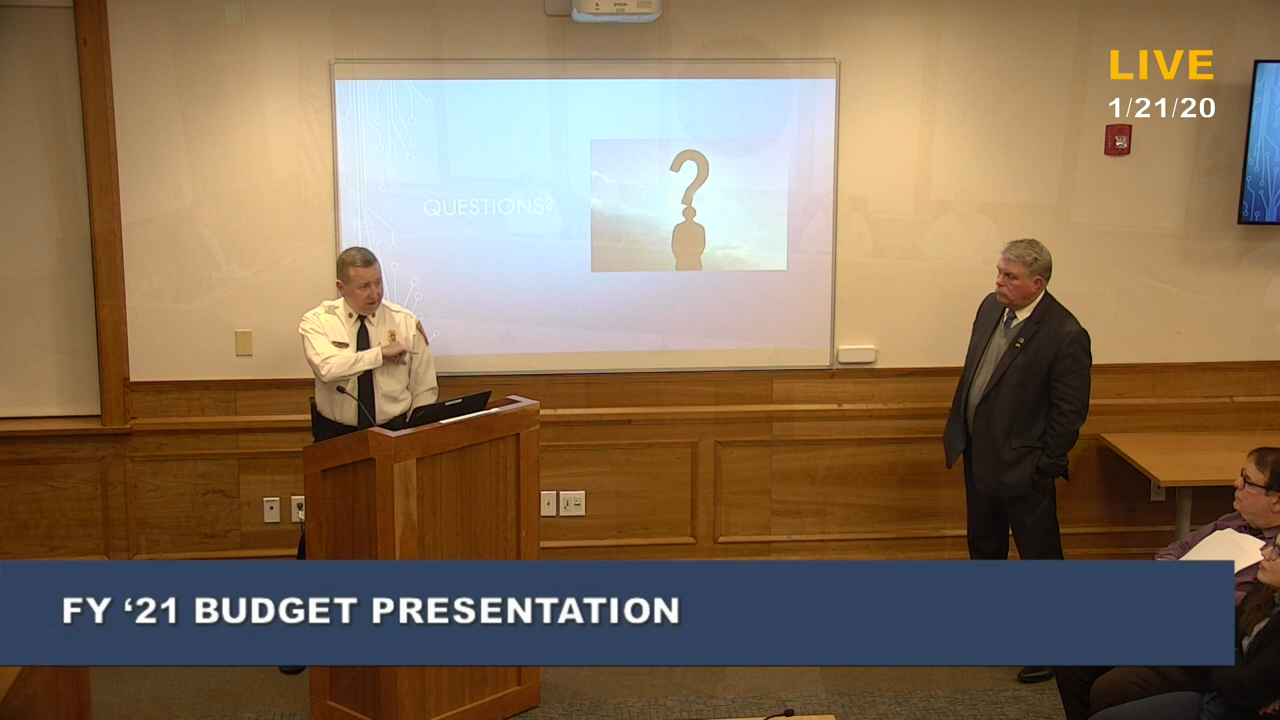 LIVE
1/21/20
QUESTIONS?
?
FY ‘21 BUDGET PRESENTATION